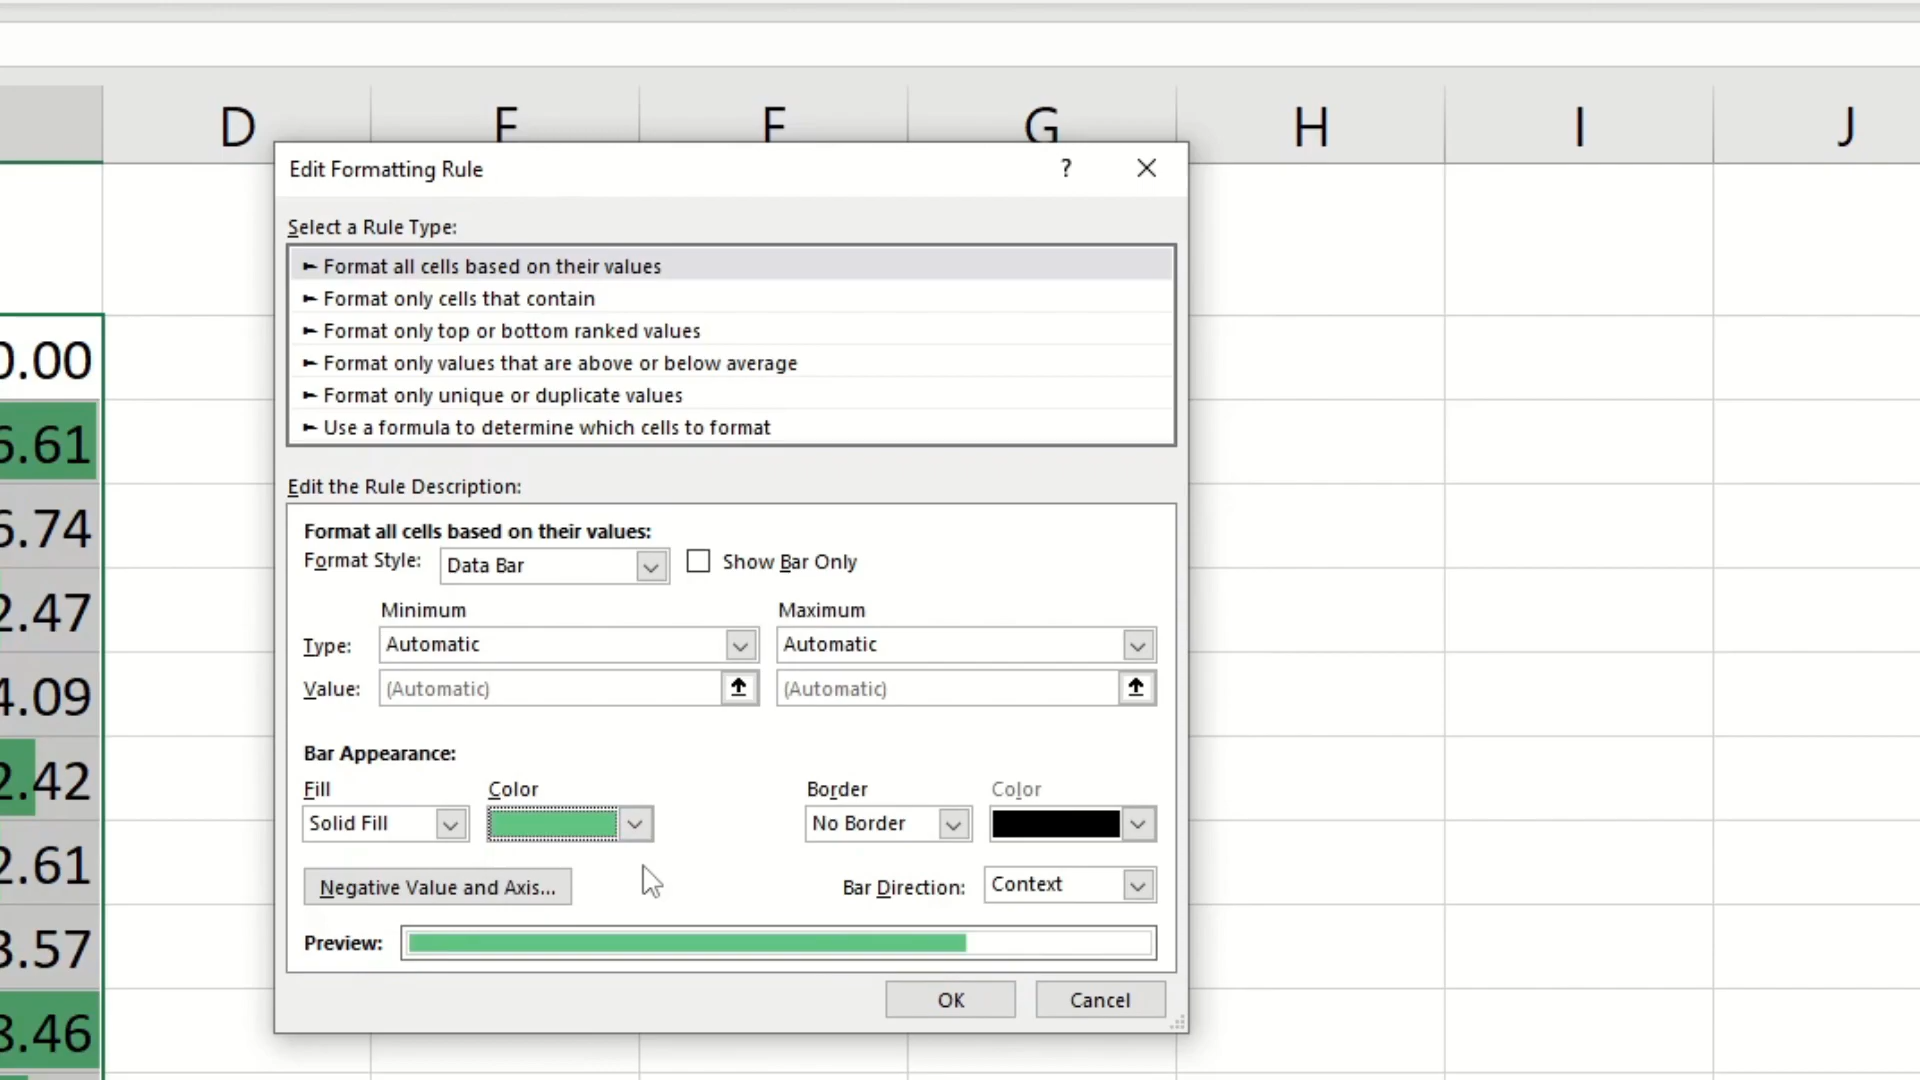 D E F G H I J
Edit Formatting Rule ?
Select a Rule Type:
Format all cells based on their values
Format only cells that contain
Format only top or bottom ranked values
Format only values that are above or below average
Format only unique or duplicate values
Use a formula to determine which cells to format
Edit the Rule Description:
Format all cells based on their values:
Format Style: Data Bar Show Bar Only
Minimum Maximum
Type: Automatic Automatic
Value: (Automatic) (Automatic)
Bar Appearance:
Fill Color Border Color
Solid Fill No Border
Negative Value and Axis... Bar Direction: Context
Preview:
OK Cancel
0.00
6.61
6.74
2.47
4.09
2.42
2.61
3.57
8.46